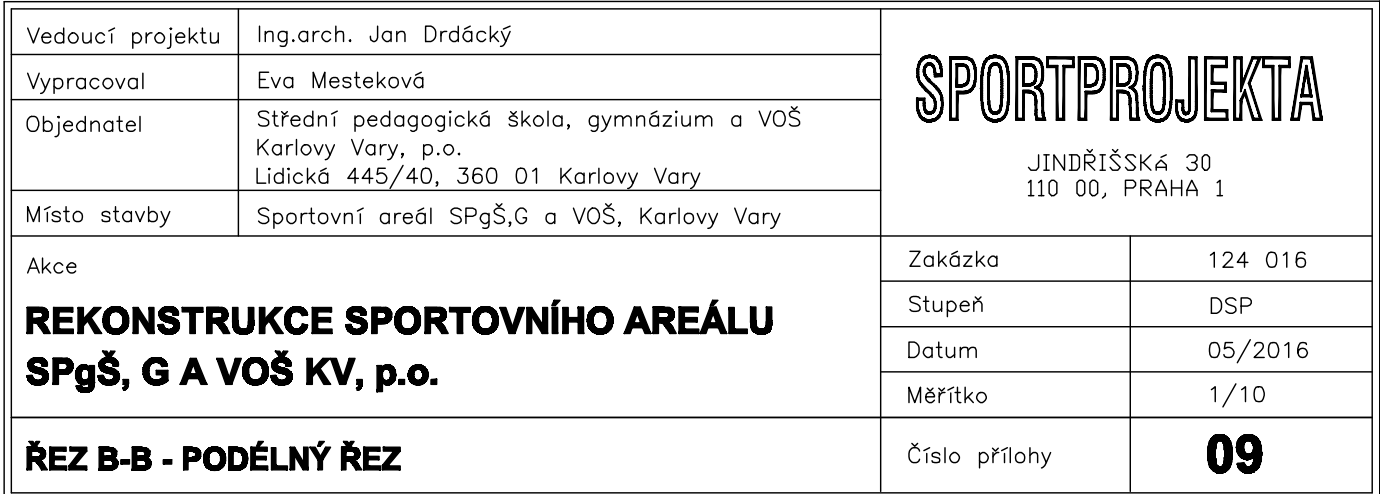 Vedoucí projektu Ing.arch. Jan Drdácký
Vypracoval Eva Mesteková
Objednatel Střední pedagogická škola, gymnázium a VOŠ
Karlovy Vary, p.o.
Lidická 445/40, 360 01 Karlovy Vary
Místo stavby Sportovní areál SPgŠ,G a VOŠ, Karlovy Vary
SPORTPROJEKTA
JINDŘIŠSKÁ 30
110 00, PRAHA 1
Akce
REKONSTRUKCE SPORTOVNÍHO AREÁLU
SPgŠ, G A VOŠ KV, p.o.
Zakázka 124 016
Stupeň DSP
Datum 05/2016
Měřítko 1/10
ŘEZ B-B - PODÉLNÝ ŘEZ
Číslo přílohy 09